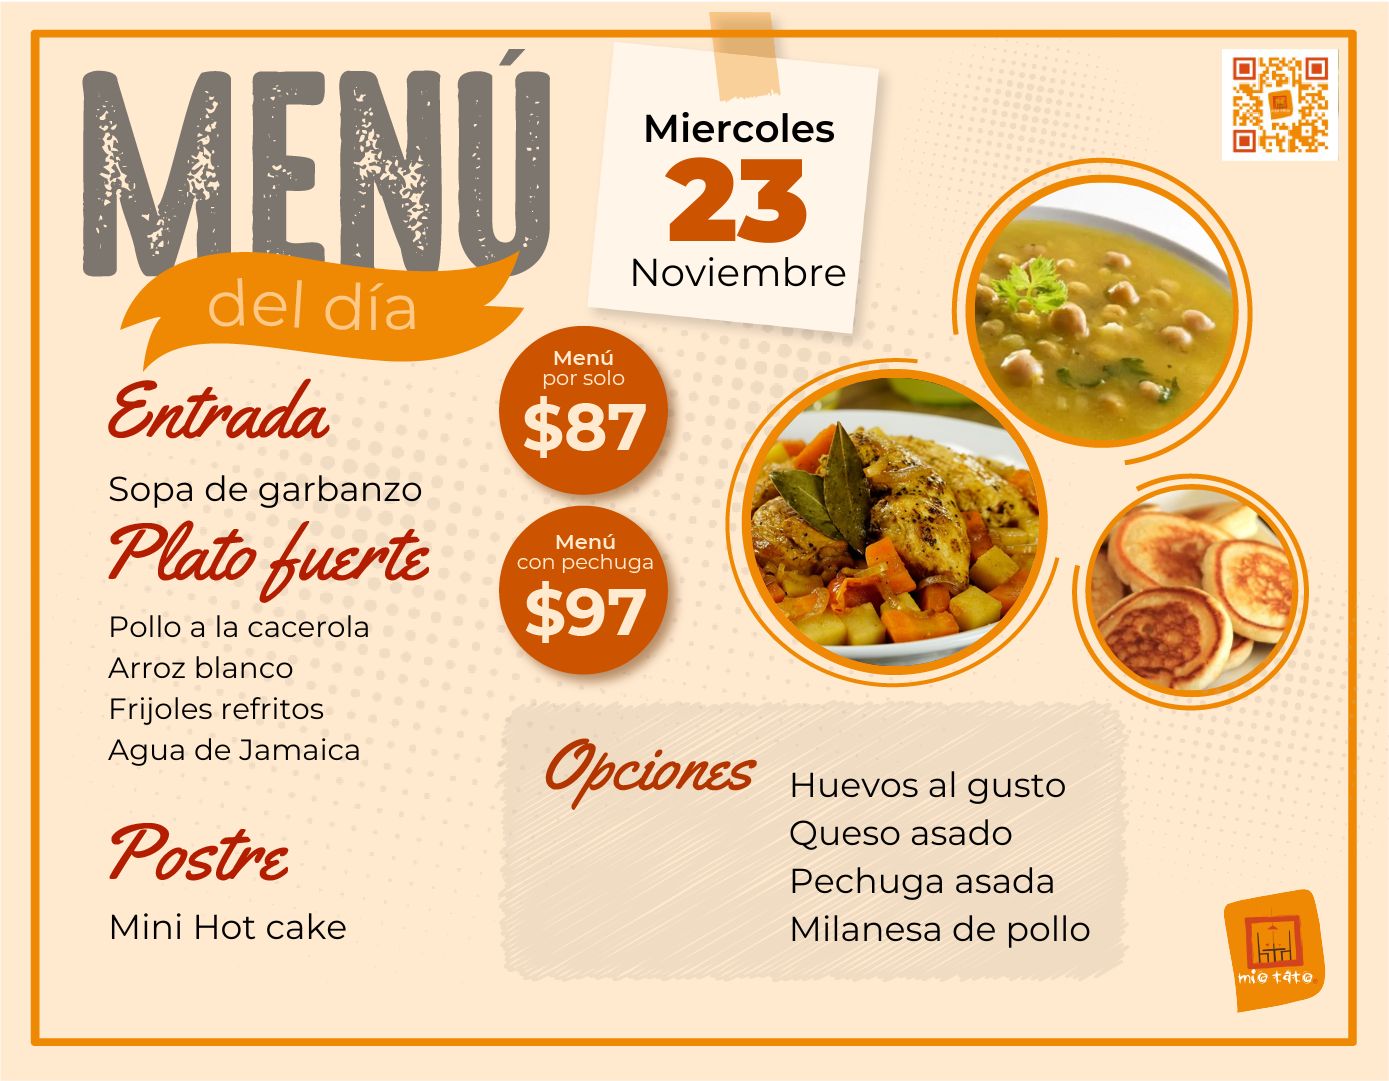 MENÚ
del día
Miercoles
23
Noviembre
Entrada
Sopa de garbanzo
Plato fuerte
Pollo a la cacerola
Arroz blanco
Frijoles refritos
Agua de Jamaica
Postre
Mini Hot cake
Menú
por solo
$87
Menú
con pechuga
$97
Opciones
Huevos al gusto
Queso asado
Pechuga asada
Milanesa de pollo
mio tato